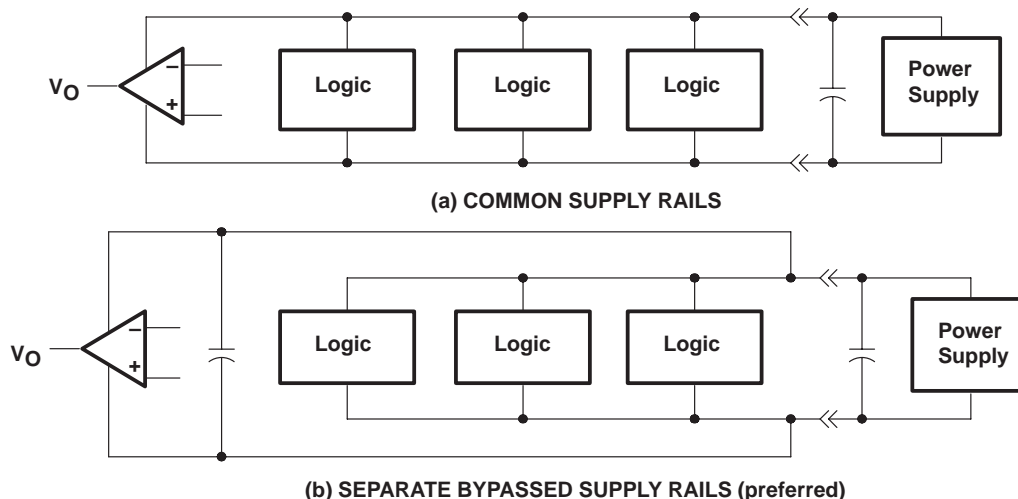 Logic
Logic
Logic
Power
Supply
−
+
VO
(a) COMMON SUPPLY RAILS
Logic
Logic
Logic
Power
Supply
−
+
VO
(b) SEPARATE BYPASSED SUPPLY RAILS (preferred)